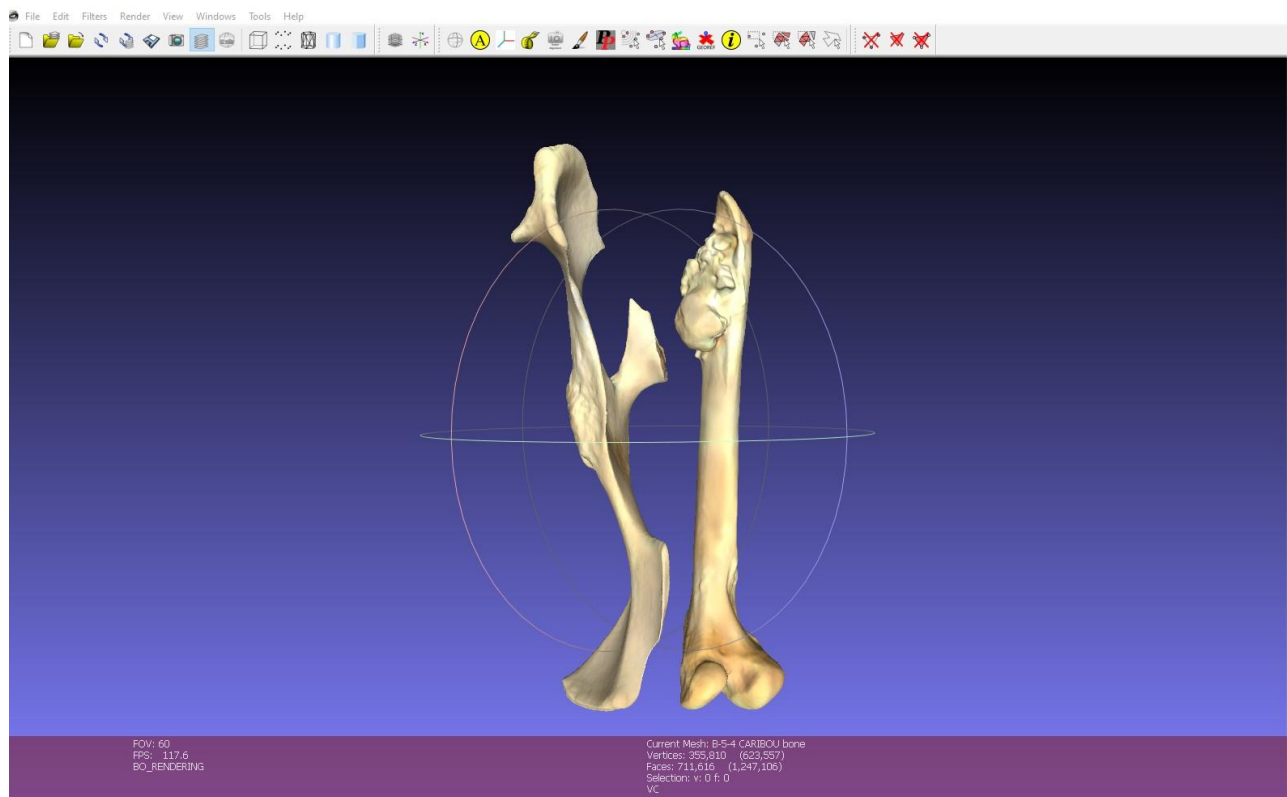 File Edit Filters Render View Windows Tools Help
A
i
FOV: 60
FPS: 117.6
BO_RENDERING
Current Mesh: B-5-4 CARIBOU bone
Vertices: 355,810 (623,557)
Faces: 711,616 (1,247,106)
Selection: v: 0 f: 0
VC